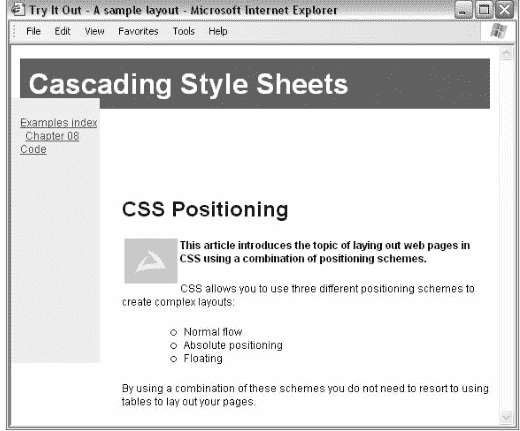 Try It Out - A sample layout - Microsoft Internet Explorer
File Edit View Favorites Tools Help
Cascading Style Sheets
Examples index
Chapter 08
Code
CSS Positioning
This article introduces the topic of laying out web pages in
CSS using a combination of positioning schemes.
CSS allows you to use three different positioning schemes to
create complex layouts:
Normal flow
Absolute positioning
Floating
By using a combination of these schemes you do not need to resort to using
tables to lay out your pages.